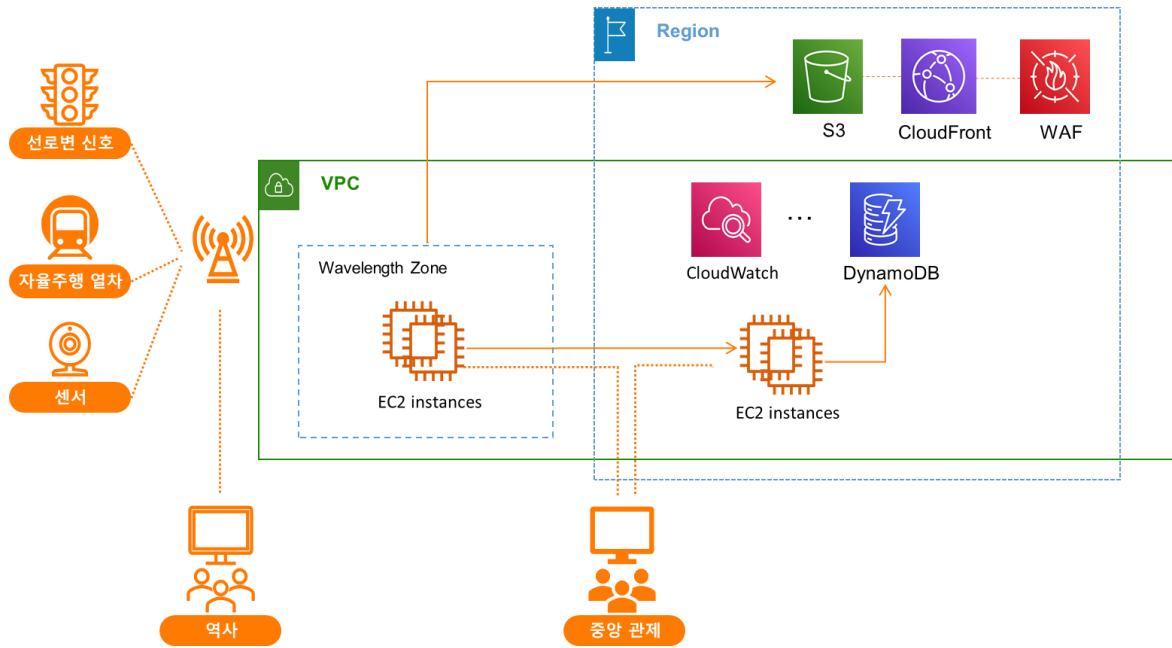 Region
선로변 신호
S3
CloudFront
WAF
VPC
자율주행 열차
Wavelength Zone
CloudWatch
...
DynamoDB
센서
EC2 instances
EC2 instances
역사
중앙 관제